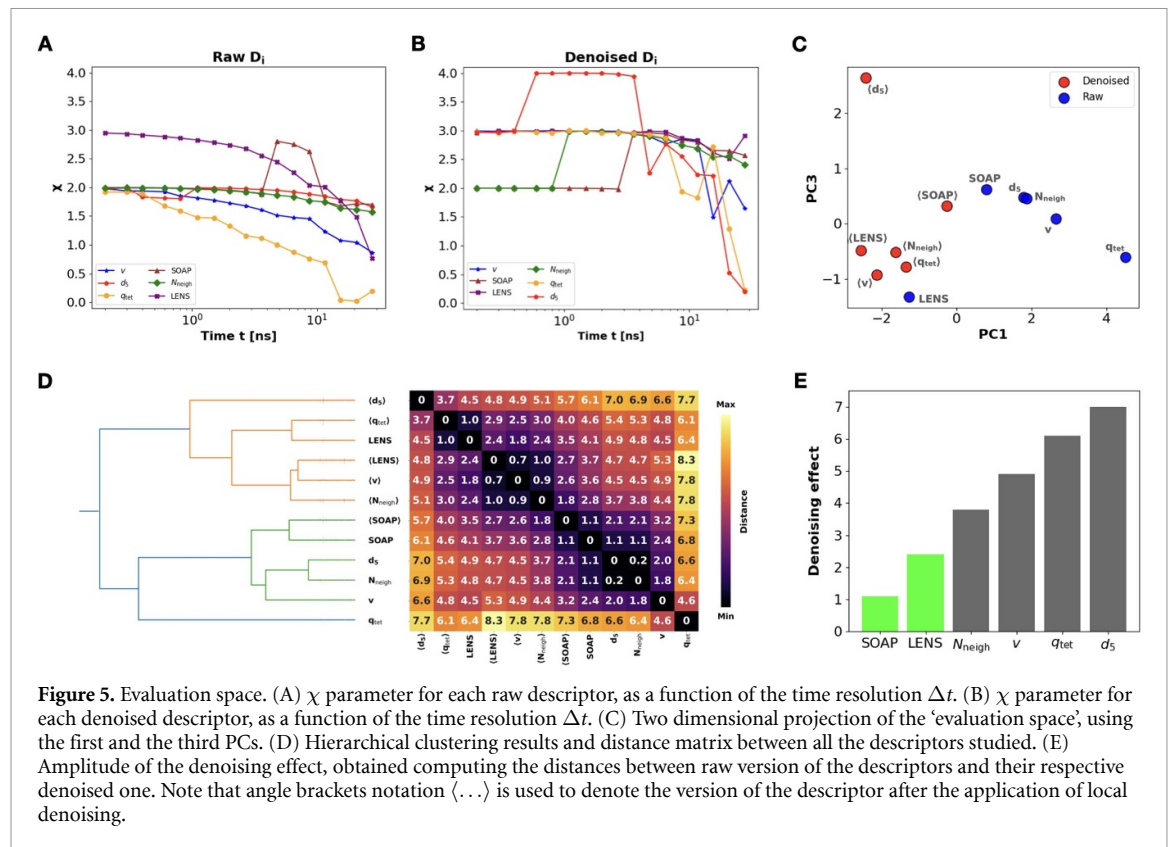 A
Raw Dᵢ
χ
4.0
3.5
3.0
2.5
2.0
1.5
1.0
0.5
0.0
v
d₅
q_tet
SOAP
N_neigh
LENS
10⁰
10¹
Time t [ns]
B
Denoised Dᵢ
χ
4.0
3.5
3.0
2.5
2.0
1.5
1.0
0.5
0.0
v
SOAP
LENS
N_neigh
q_tet
d₅
10⁰
10¹
Time t [ns]
C
Denoised
Raw
PC3
2
1
0
−1
⟨d₅⟩
SOAP
d₅
N_neigh
⟨SOAP⟩
v
⟨LENS⟩
⟨N_neigh⟩
⟨q_tet⟩
q_tet
⟨v⟩
LENS
−2
0
2
4
PC1
D
⟨d₅⟩ 0 3.7 4.5 4.8 4.9 5.1 5.7 6.1 7.0 6.9 6.6 7.7
⟨q_tet⟩ 3.7 0 1.0 2.9 2.5 3.0 4.0 4.6 5.4 5.3 4.8 6.1
LENS 4.5 1.0 0 2.4 1.8 2.4 3.5 4.1 4.9 4.8 4.5 6.4
⟨LENS⟩ 4.8 2.9 2.4 0 0.7 1.0 2.7 3.7 4.7 4.7 5.3 8.3
⟨v⟩ 4.9 2.5 1.8 0.7 0 0.9 2.6 3.6 4.5 4.5 4.9 7.8
⟨N_neigh⟩ 5.1 3.0 2.4 1.0 0.9 0 1.8 2.8 3.7 3.8 4.4 7.8
⟨SOAP⟩ 5.7 4.0 3.5 2.7 2.6 1.8 0 1.1 2.1 2.1 3.2 7.3
SOAP 6.1 4.6 4.1 3.7 3.6 2.8 1.1 0 1.1 1.1 2.4 6.8
d₅ 7.0 5.4 4.9 4.7 4.5 3.7 2.1 1.1 0 0.2 2.0 6.6
N_neigh 6.9 5.3 4.8 4.7 4.5 3.8 2.1 1.1 0.2 0 1.8 6.4
v 6.6 4.8 4.5 5.3 4.9 4.4 3.2 2.4 2.0 1.8 0 4.6
q_tet 7.7 6.1 6.4 8.3 7.8 7.8 7.3 6.8 6.6 6.4 4.6 0
⟨d₅⟩ ⟨q_tet⟩ LENS ⟨LENS⟩ ⟨v⟩ ⟨N_neigh⟩ ⟨SOAP⟩ SOAP d₅ N_neigh v q_tet
Max
Distance
Min
E
Denoising effect
7
6
5
4
3
2
1
0
SOAP LENS N_neigh v q_tet d₅
Figure 5. Evaluation space. (A) χ parameter for each raw descriptor, as a function of the time resolution Δt. (B) χ parameter for
each denoised descriptor, as a function of the time resolution Δt. (C) Two dimensional projection of the ‘evaluation space’, using
the first and the third PCs. (D) Hierarchical clustering results and distance matrix between all the descriptors studied. (E)
Amplitude of the denoising effect, obtained computing the distances between raw version of the descriptors and their respective
denoised one. Note that angle brackets notation ⟨...⟩ is used to denote the version of the descriptor after the application of local
denoising.